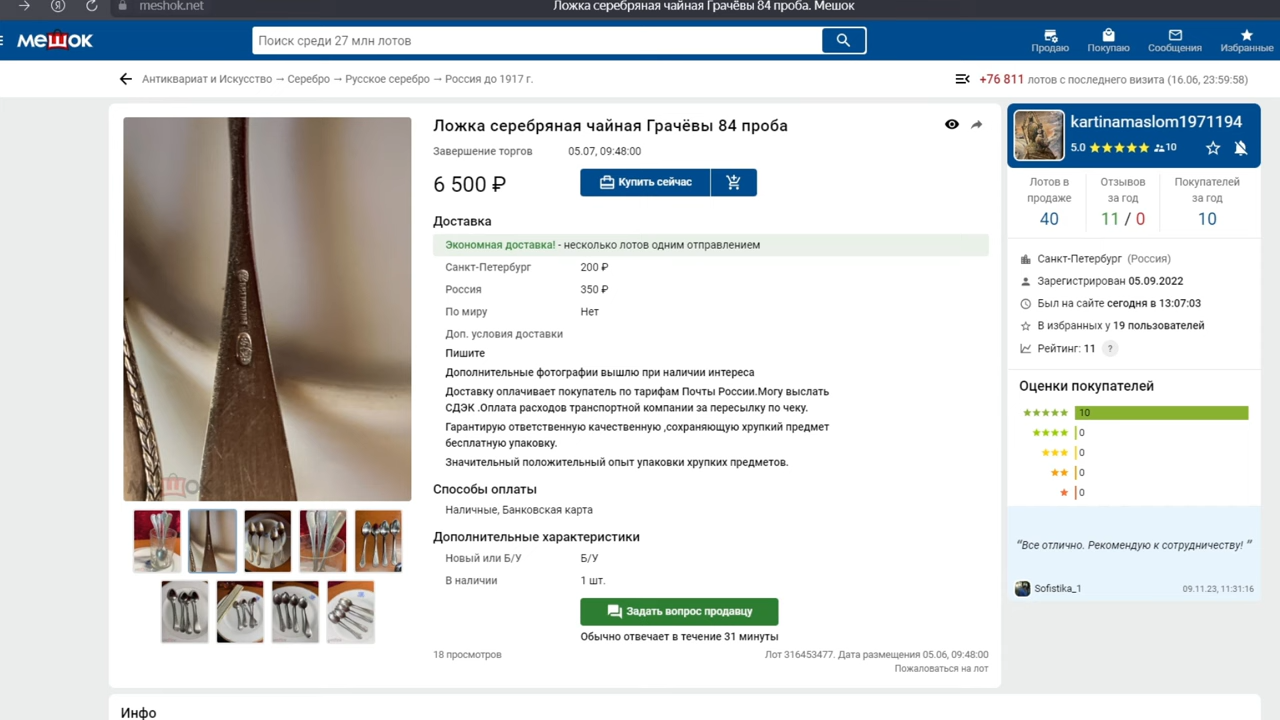 meshok.net
Ложка серебряная чайная Грачёвы 84 проба. Мешок
мешок
Поиск среди 27 млн лотов
Продаю
Покупаю
Сообщения
Избранные
Антиквариат и Искусство → Серебро → Русское серебро → Россия до 1917 г.
+76 811 лотов с последнего визита (16.06, 23:59:58)
Ложка серебряная чайная Грачёвы 84 проба
Завершение торгов 05.07, 09:48:00
6 500 ₽
Купить сейчас
Доставка
Экономная доставка! - несколько лотов одним отправлением
Санкт-Петербург 200 ₽
Россия 350 ₽
По миру Нет
Доп. условия доставки
Пишите
Дополнительные фотографии вышлю при наличии интереса
Доставку оплачивает покупатель по тарифам Почты России.Могу выслать
СДЭК .Оплата расходов транспортной компании за пересылку по чеку.
Гарантирую ответственную качественную ,сохраняющую хрупкий предмет
бесплатную упаковку.
Значительный положительный опыт упаковки хрупких предметов.
Способы оплаты
Наличные, Банковская карта
Дополнительные характеристики
Новый или Б/У Б/У
В наличии 1 шт.
Задать вопрос продавцу
Обычно отвечает в течение 31 минуты
18 просмотров
Лот 316453477. Дата размещения 05.06, 09:48:00
Пожаловаться на лот
Инфо
kartinamaslom1971194
5.0 10
Лотов в продаже
40
Отзывов за год
11 / 0
Покупателей за год
10
Санкт-Петербург (Россия)
Зарегистрирован 05.09.2022
Был на сайте сегодня в 13:07:03
В избранных у 19 пользователей
Рейтинг: 11 ?
Оценки покупателей
10
0
0
0
0
“Все отлично. Рекомендую к сотрудничеству! ”
Sofistika_1 09.11.23, 11:31:16